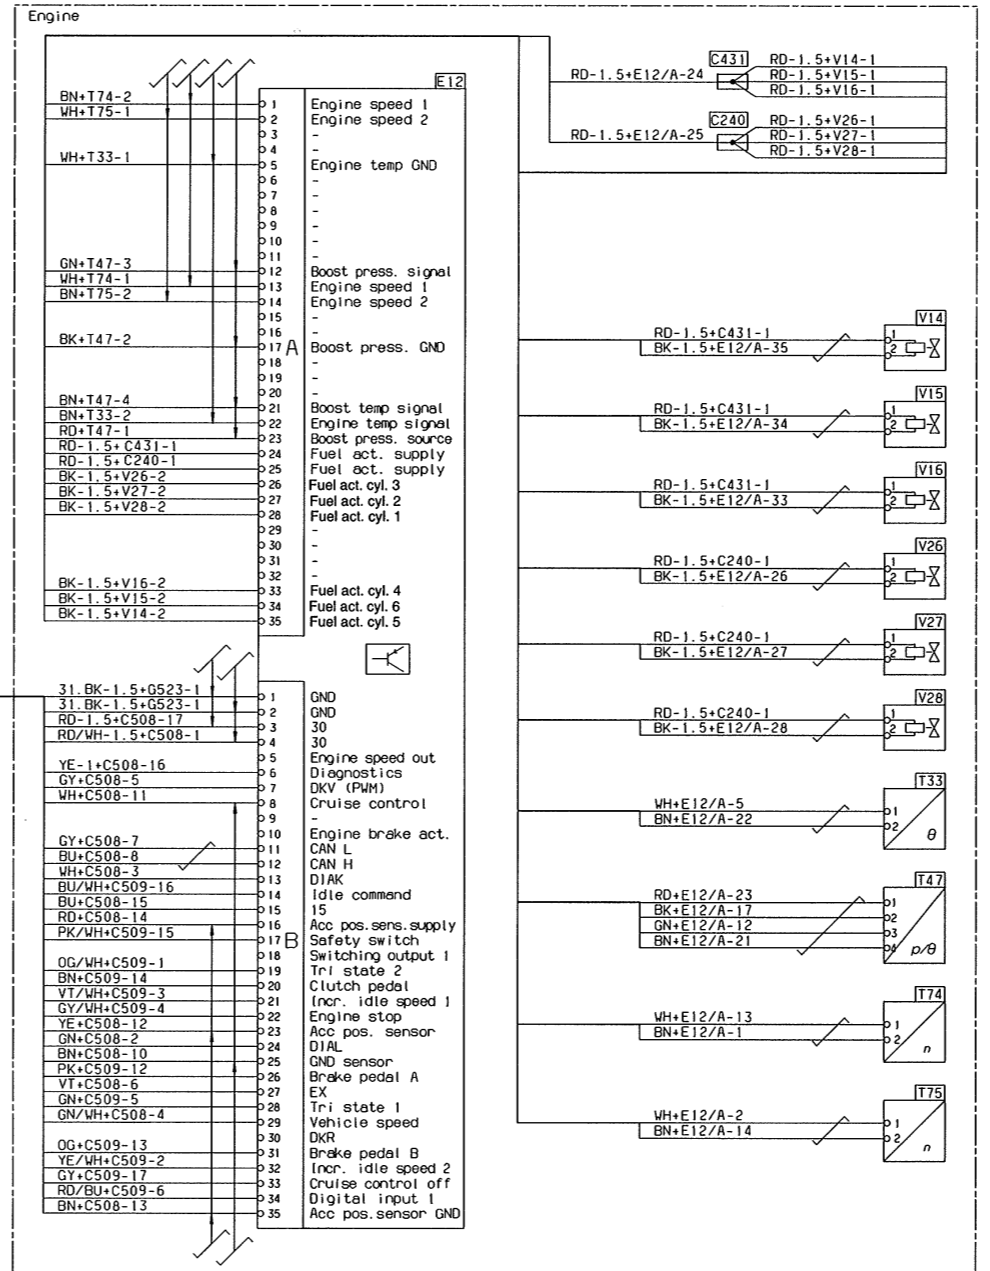 Engine
E12
BN+T74-2 1 Engine speed 1
WH+T75-1 2 Engine speed 2
3 -
4 -
WH+T33-1 5 Engine temp GND
6 -
7 -
8 -
9 -
10 -
11 -
GN+T47-3 12 Boost press. signal
WH+T74-1 13 Engine speed 1
BN+T75-2 14 Engine speed 2
15 -
16 -
BK+T47-2 17 A Boost press. GND
18 -
19 -
20 -
BN+T47-4 21 Boost temp signal
BN+T33-2 22 Engine temp signal
RD+T47-1 23 Boost press. source
RD-1.5+C431-1 24 Fuel act. supply
RD-1.5+C240-1 25 Fuel act. supply
BK-1.5+V26-2 26 Fuel act. cyl. 3
BK-1.5+V27-2 27 Fuel act. cyl. 2
BK-1.5+V28-2 28 Fuel act. cyl. 1
29 -
30 -
31 -
32 -
BK-1.5+V16-2 33 Fuel act. cyl. 4
BK-1.5+V15-2 34 Fuel act. cyl. 6
BK-1.5+V14-2 35 Fuel act. cyl. 5
31.BK-1.5+G523-1 1 GND
31.BK-1.5+G523-1 2 GND
RD-1.5+C508-17 3 30
RD/WH-1.5+C508-1 4 30
5 Engine speed out
YE-1+C508-16 6 Diagnostics
GY+C508-5 7 DKV (PWM)
WH+C508-11 8 Cruise control
9 -
10 Engine brake act.
GY+C508-7 11 CAN L
BU+C508-8 12 CAN H
WH+C508-3 13 DIAK
BU/WH+C509-16 14 Idle command
BU+C508-15 15 15
RD+C508-14 16 Acc pos.sens.supply
PK/WH+C509-15 17 B Safety switch
18 Switching output 1
OG/WH+C509-1 19 Tri state 2
BN+C509-14 20 Clutch pedal
VT/WH+C509-3 21 Incr. idle speed 1
GY/WH+C509-4 22 Engine stop
YE+C508-12 23 Acc pos. sensor
GN+C508-2 24 DIAL
BN+C508-10 25 GND sensor
PK+C509-12 26 Brake pedal A
VT+C508-6 27 EX
GN+C509-5 28 Tri state 1
GN/WH+C508-4 29 Vehicle speed
30 DKR
OG+C509-13 31 Brake pedal B
YE/WH+C509-2 32 Incr. idle speed 2
GY+C509-17 33 Cruise control off
RD/BU+C509-6 34 Digital input 1
BN+C508-13 35 Acc pos.sensor GND
C431
RD-1.5+V14-1
RD-1.5+E12/A-24 RD-1.5+V15-1
RD-1.5+V16-1
C240
RD-1.5+V26-1
RD-1.5+E12/A-25 RD-1.5+V27-1
RD-1.5+V28-1
V14
RD-1.5+C431-1 1
BK-1.5+E12/A-35 2
V15
RD-1.5+C431-1 1
BK-1.5+E12/A-34 2
V16
RD-1.5+C431-1 1
BK-1.5+E12/A-33 2
V26
RD-1.5+C240-1 1
BK-1.5+E12/A-26 2
V27
RD-1.5+C240-1 1
BK-1.5+E12/A-27 2
V28
RD-1.5+C240-1 1
BK-1.5+E12/A-28 2
T33
WH+E12/A-5 1
BN+E12/A-22 2
θ
T47
RD+E12/A-23 1
BK+E12/A-17 2
GN+E12/A-12 3
BN+E12/A-21 4
p/θ
T74
WH+E12/A-13 1
BN+E12/A-1 2
n
T75
WH+E12/A-2 1
BN+E12/A-14 2
n